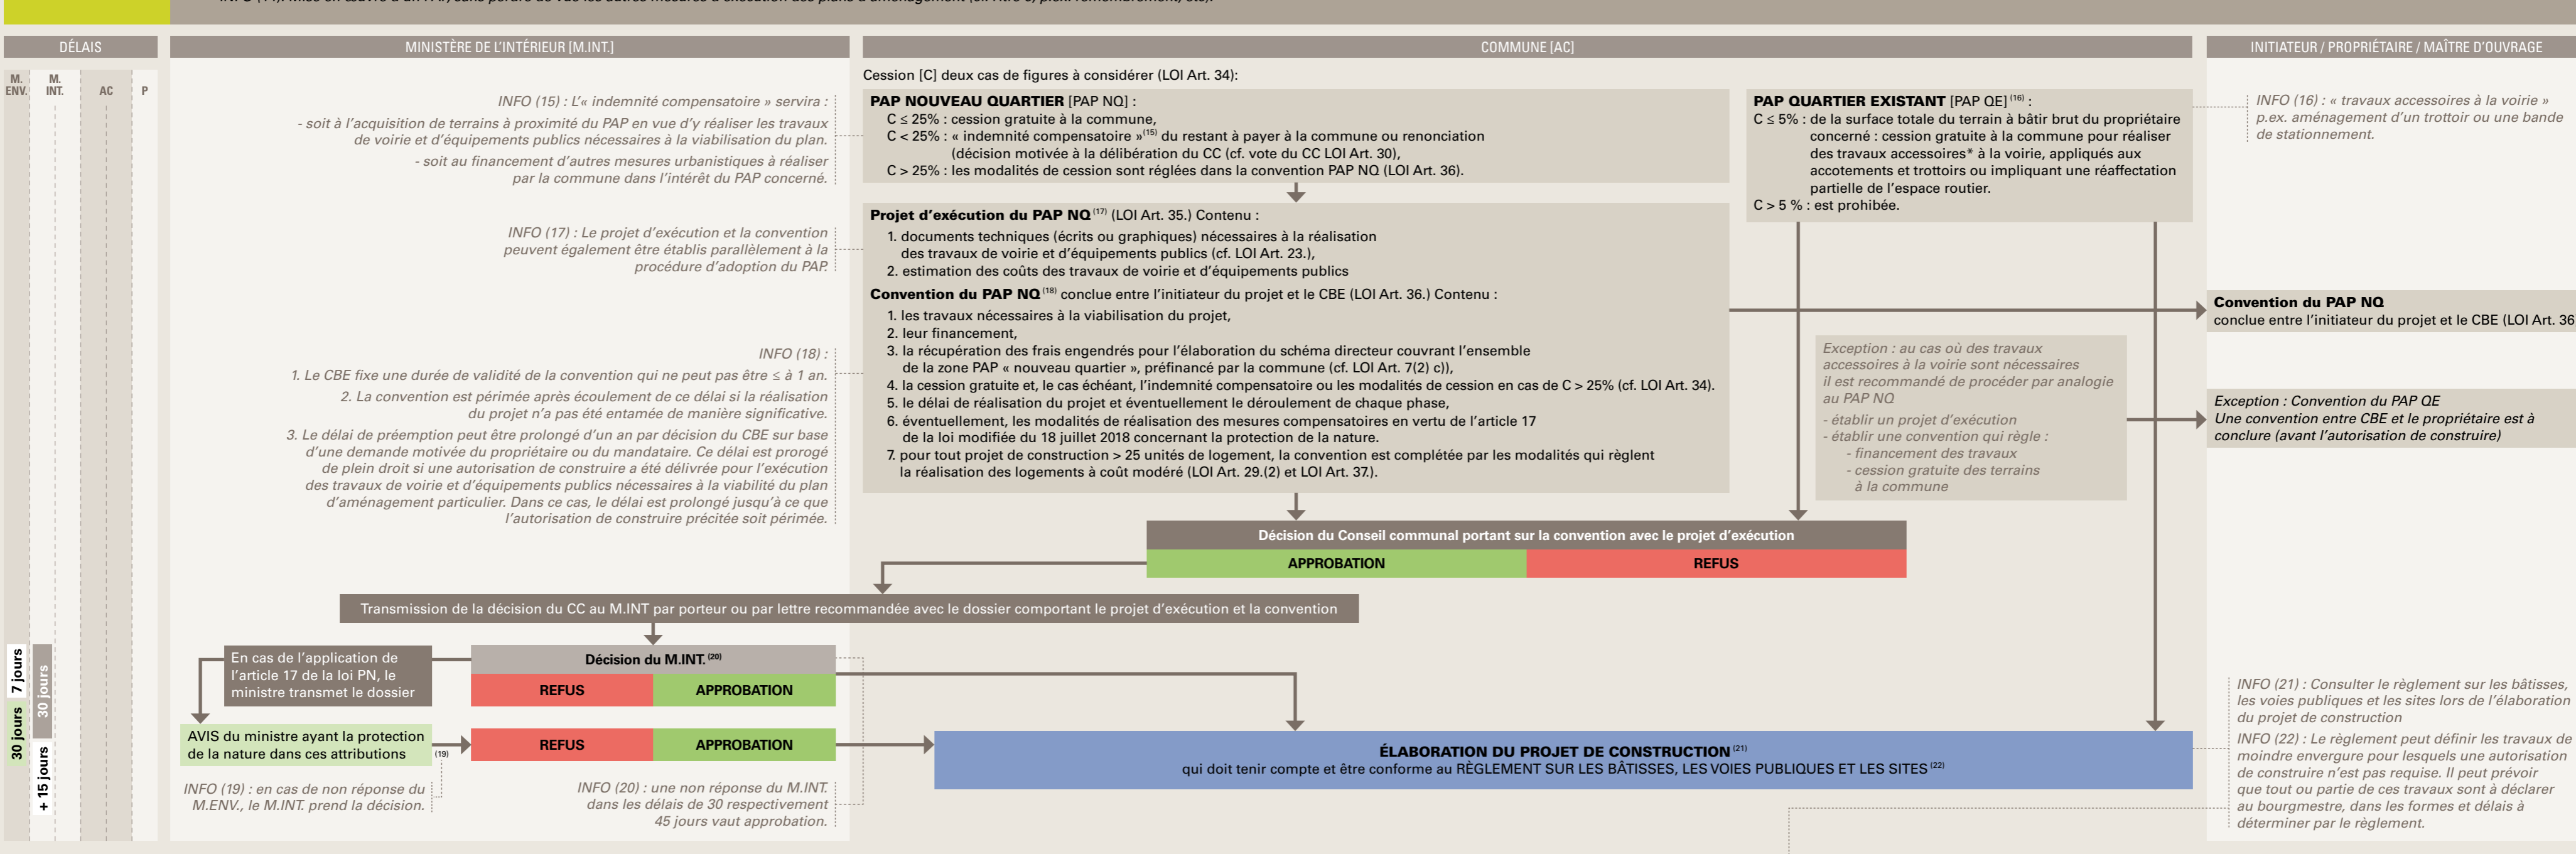 DÉLAIS
MINISTÈRE DE L'INTÉRIEUR [M.INT.]
COMMUNE [AC]
INITIATEUR / PROPRIÉTAIRE / MAÎTRE D'OUVRAGE
M.
ENV.
M.
INT.
AC
P
7 jours
30 jours
30 jours
+ 15 jours
INFO (15) : L'« indemnité compensatoire » servira :
- soit à l'acquisition de terrains à proximité du PAP en vue d'y réaliser les travaux
de voirie et d'équipements publics nécessaires à la viabilisation du plan.
- soit au financement d'autres mesures urbanistiques à réaliser
par la commune dans l'intérêt du PAP concerné.
INFO (17) : Le projet d'exécution et la convention
peuvent également être établis parallèlement à la
procédure d'adoption du PAP.
INFO (18) :
1. Le CBE fixe une durée de validité de la convention qui ne peut pas être ≤ à 1 an.
2. La convention est périmée après écoulement de ce délai si la réalisation
du projet n'a pas été entamée de manière significative.
3. Le délai de préemption peut être prolongé d'un an par décision du CBE sur base
d'une demande motivée du propriétaire ou du mandataire. Ce délai est prorogé
de plein droit si une autorisation de construire a été délivrée pour l'exécution
des travaux de voirie et d'équipements publics nécessaires à la viabilité du plan
d'aménagement particulier. Dans ce cas, le délai est prolongé jusqu'à ce que
l'autorisation de construire précitée soit périmée.
Cession [C] deux cas de figures à considérer (LOI Art. 34):
PAP NOUVEAU QUARTIER [PAP NQ] :
C ≤ 25% : cession gratuite à la commune,
C < 25% : « indemnité compensatoire »(15) du restant à payer à la commune ou renonciation
(décision motivée à la délibération du CC (cf. vote du CC LOI Art. 30),
C > 25% : les modalités de cession sont réglées dans la convention PAP NQ (LOI Art. 36).
Projet d'exécution du PAP NQ (17) (LOI Art. 35.) Contenu :
1. documents techniques (écrits ou graphiques) nécessaires à la réalisation
des travaux de voirie et d'équipements publics (cf. LOI Art. 23.),
2. estimation des coûts des travaux de voirie et d'équipements publics
Convention du PAP NQ (18) conclue entre l'initiateur du projet et le CBE (LOI Art. 36.) Contenu :
1. les travaux nécessaires à la viabilisation du projet,
2. leur financement,
3. la récupération des frais engendrés pour l'élaboration du schéma directeur couvrant l'ensemble
de la zone PAP « nouveau quartier », préfinancé par la commune (cf. LOI Art. 7(2) c)),
4. la cession gratuite et, le cas échéant, l'indemnité compensatoire ou les modalités de cession en cas de C > 25% (cf. LOI Art. 34).
5. le délai de réalisation du projet et éventuellement le déroulement de chaque phase,
6. éventuellement, les modalités de réalisation des mesures compensatoires en vertu de l'article 17
de la loi modifiée du 18 juillet 2018 concernant la protection de la nature.
7. pour tout projet de construction > 25 unités de logement, la convention est complétée par les modalités qui règlent
la réalisation des logements à coût modéré (LOI Art. 29.(2) et LOI Art. 37.).
PAP QUARTIER EXISTANT [PAP QE] (16) :
C ≤ 5% : de la surface totale du terrain à bâtir brut du propriétaire
concerné : cession gratuite à la commune pour réaliser
des travaux accessoires* à la voirie, appliqués aux
accotements et trottoirs ou impliquant une réaffectation
partielle de l'espace routier.
C > 5 % : est prohibée.
Exception : au cas où des travaux
accessoires à la voirie sont nécessaires
il est recommandé de procéder par analogie
au PAP NQ
- établir un projet d'exécution
- établir une convention qui règle :
- financement des travaux
- cession gratuite des terrains
à la commune
INFO (16) : « travaux accessoires à la voirie »
p.ex. aménagement d'un trottoir ou une bande
de stationnement.
Convention du PAP NQ
conclue entre l'initiateur du projet et le CBE (LOI Art. 36
Exception : Convention du PAP QE
Une convention entre CBE et le propriétaire est à
conclure (avant l'autorisation de construire)
Décision du Conseil communal portant sur la convention avec le projet d'exécution
APPROBATION
REFUS
Transmission de la décision du CC au M.INT par porteur ou par lettre recommandée avec le dossier comportant le projet d'exécution et la convention
En cas de l'application de
l'article 17 de la loi PN, le
ministre transmet le dossier
Décision du M.INT. (20)
REFUS
APPROBATION
AVIS du ministre ayant la protection
de la nature dans ces attributions
(19)
REFUS
APPROBATION
INFO (19) : en cas de non réponse du
M.ENV., le M.INT. prend la décision.
INFO (20) : une non réponse du M.INT.
dans les délais de 30 respectivement
45 jours vaut approbation.
ÉLABORATION DU PROJET DE CONSTRUCTION (21)
qui doit tenir compte et être conforme au RÈGLEMENT SUR LES BÂTISSES, LES VOIES PUBLIQUES ET LES SITES (22)
INFO (21) : Consulter le règlement sur les bâtisses,
les voies publiques et les sites lors de l'élaboration
du projet de construction
INFO (22) : Le règlement peut définir les travaux de
moindre envergure pour lesquels une autorisation
de construire n'est pas requise. Il peut prévoir
que tout ou partie de ces travaux sont à déclarer
au bourgmestre, dans les formes et délais à
déterminer par le règlement.